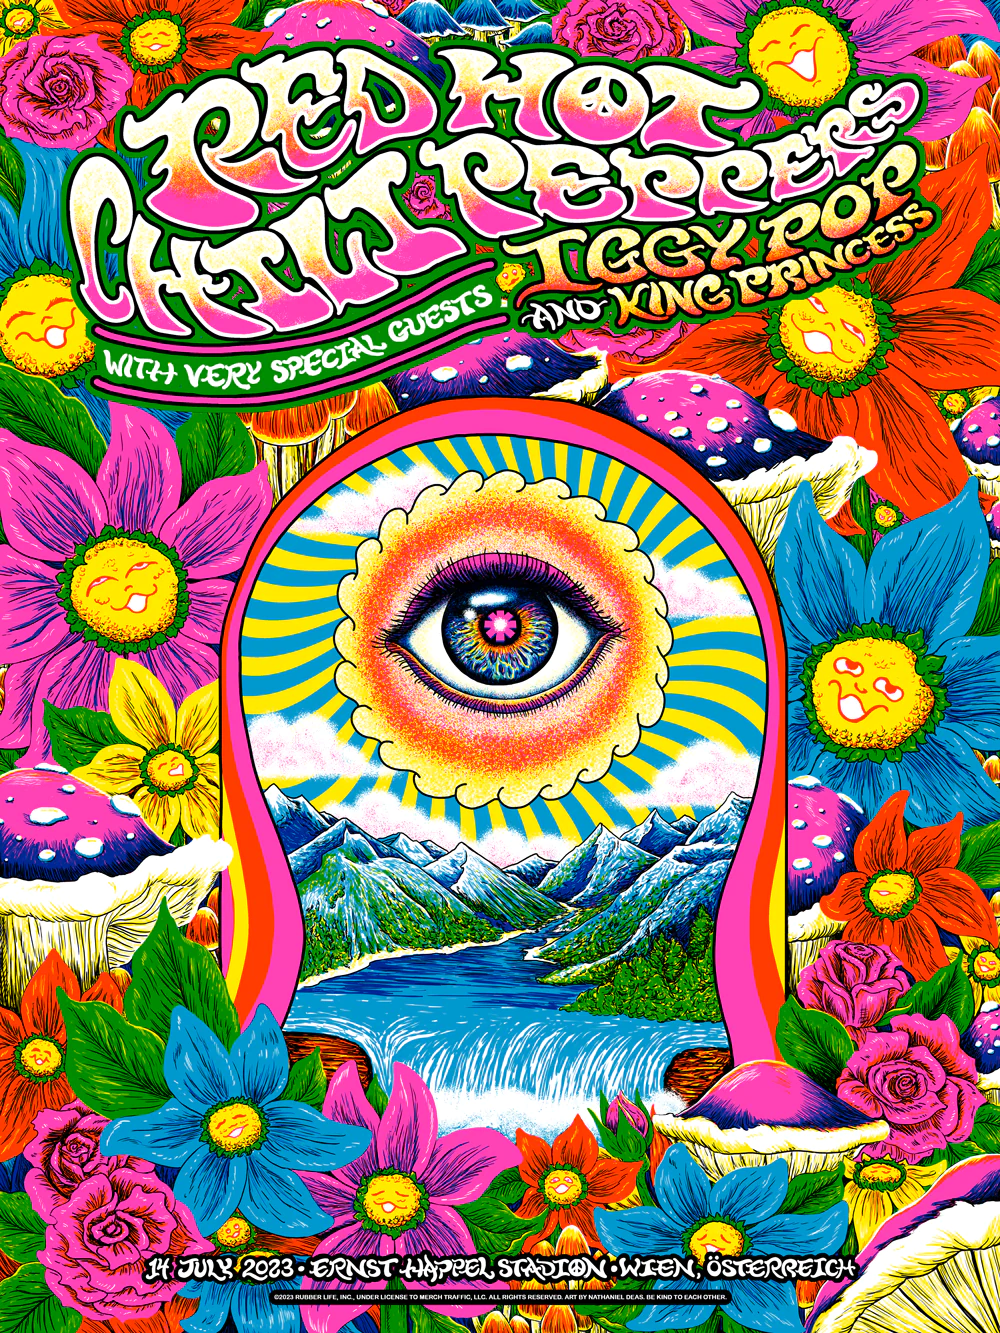 RED HOT
CHILI PEPPERS
WITH VERY SPECIAL GUESTS
IGGY POP
AND KING PRINCESS
14 JULY 2023 · ERNST HAPPEL STADION · WIEN, ÖSTERREICH
©2023 RUBBER LIFE, INC., UNDER LICENSE TO MERCH TRAFFIC, LLC. ALL RIGHTS RESERVED. ART BY NATHANIEL DEAS. BE KIND TO EACH OTHER.